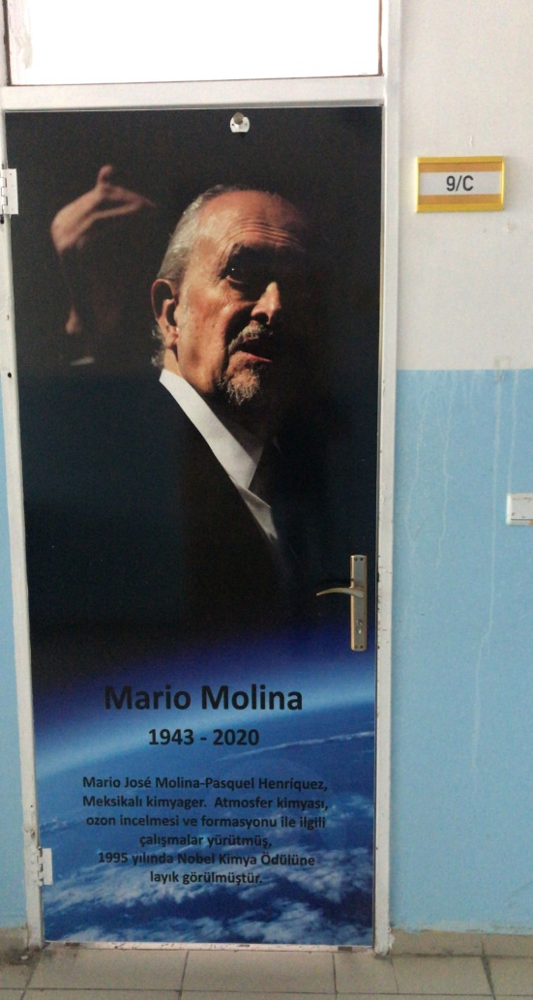 9/C
Mario Molina
1943 - 2020
Mario José Molina-Pasquel Henríquez,
Meksikalı kimyager. Atmosfer kimyası,
ozon incelmesi ve formasyonu ile ilgili
çalışmalar yürütmüş,
1995 yılında Nobel Kimya Ödülüne
layık görülmüştür.